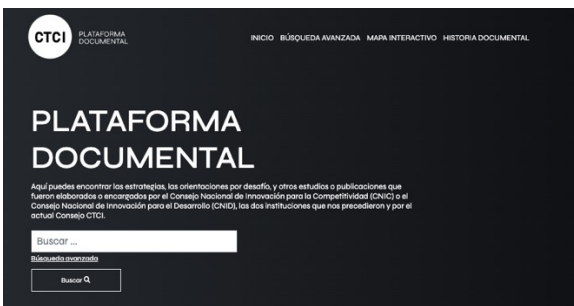 CTCI
PLATAFORMA
DOCUMENTAL
INICIO BÚSQUEDA AVANZADA MAPA INTERACTIVO HISTORIA DOCUMENTAL
PLATAFORMA
DOCUMENTAL
Aquí puedes encontrar las estrategias, las orientaciones por desafío, y otros estudios o publicaciones que
fueron elaborados o encargados por el Consejo Nacional de Innovación para la Competitividad (CNIC) o el
Consejo Nacional de Innovación para el Desarrollo (CNID), las dos instituciones que nos precedieron y por el
actual Consejo CTCI.
Buscar ...
Búsqueda avanzada
Buscar